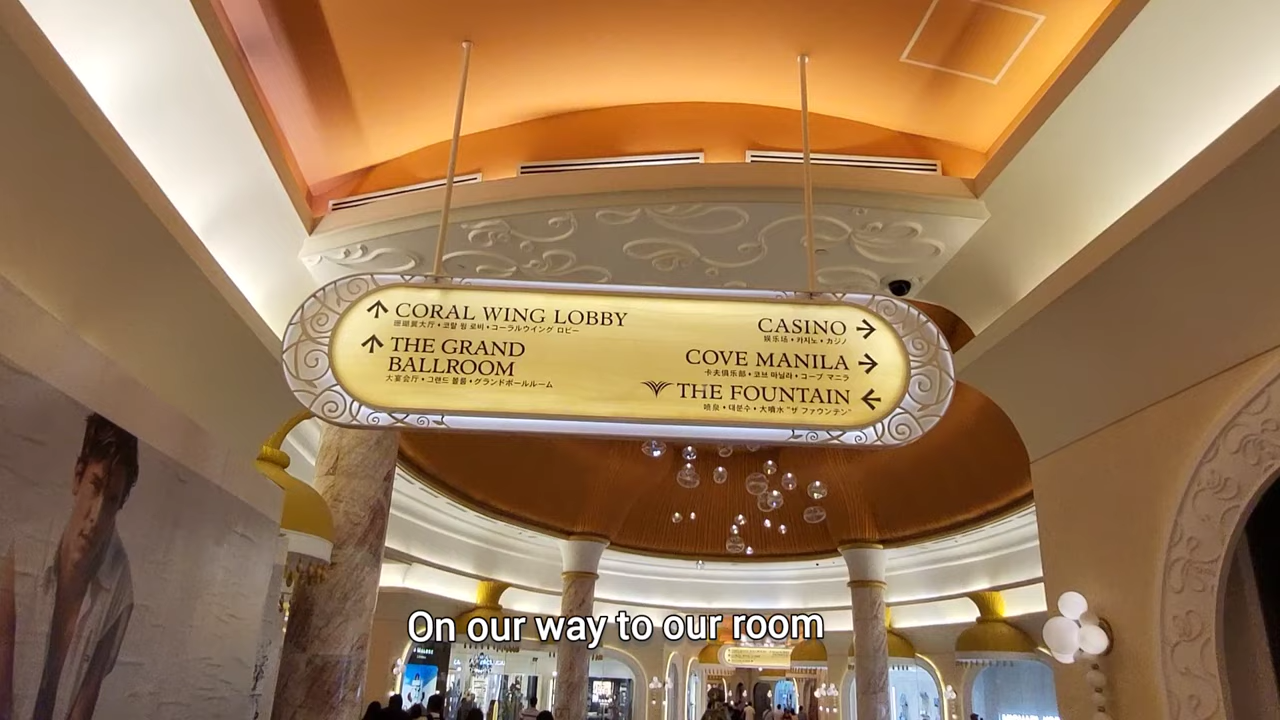 CORAL WING LOBBY
珊瑚翼大厅 • 코랄 윙 로비 • コーラルウイング ロビー
THE GRAND
BALLROOM
大宴会厅 • 그랜드 볼룸 • グランドボールルーム
CASINO
娱乐场 • 카지노 • カジノ
COVE MANILA
卡夫俱乐部 • 코브 마닐라 • コーブ マニラ
THE FOUNTAIN
喷泉 • 대분수 • 大噴水 "ザ ファウンテン"
On our way to our room